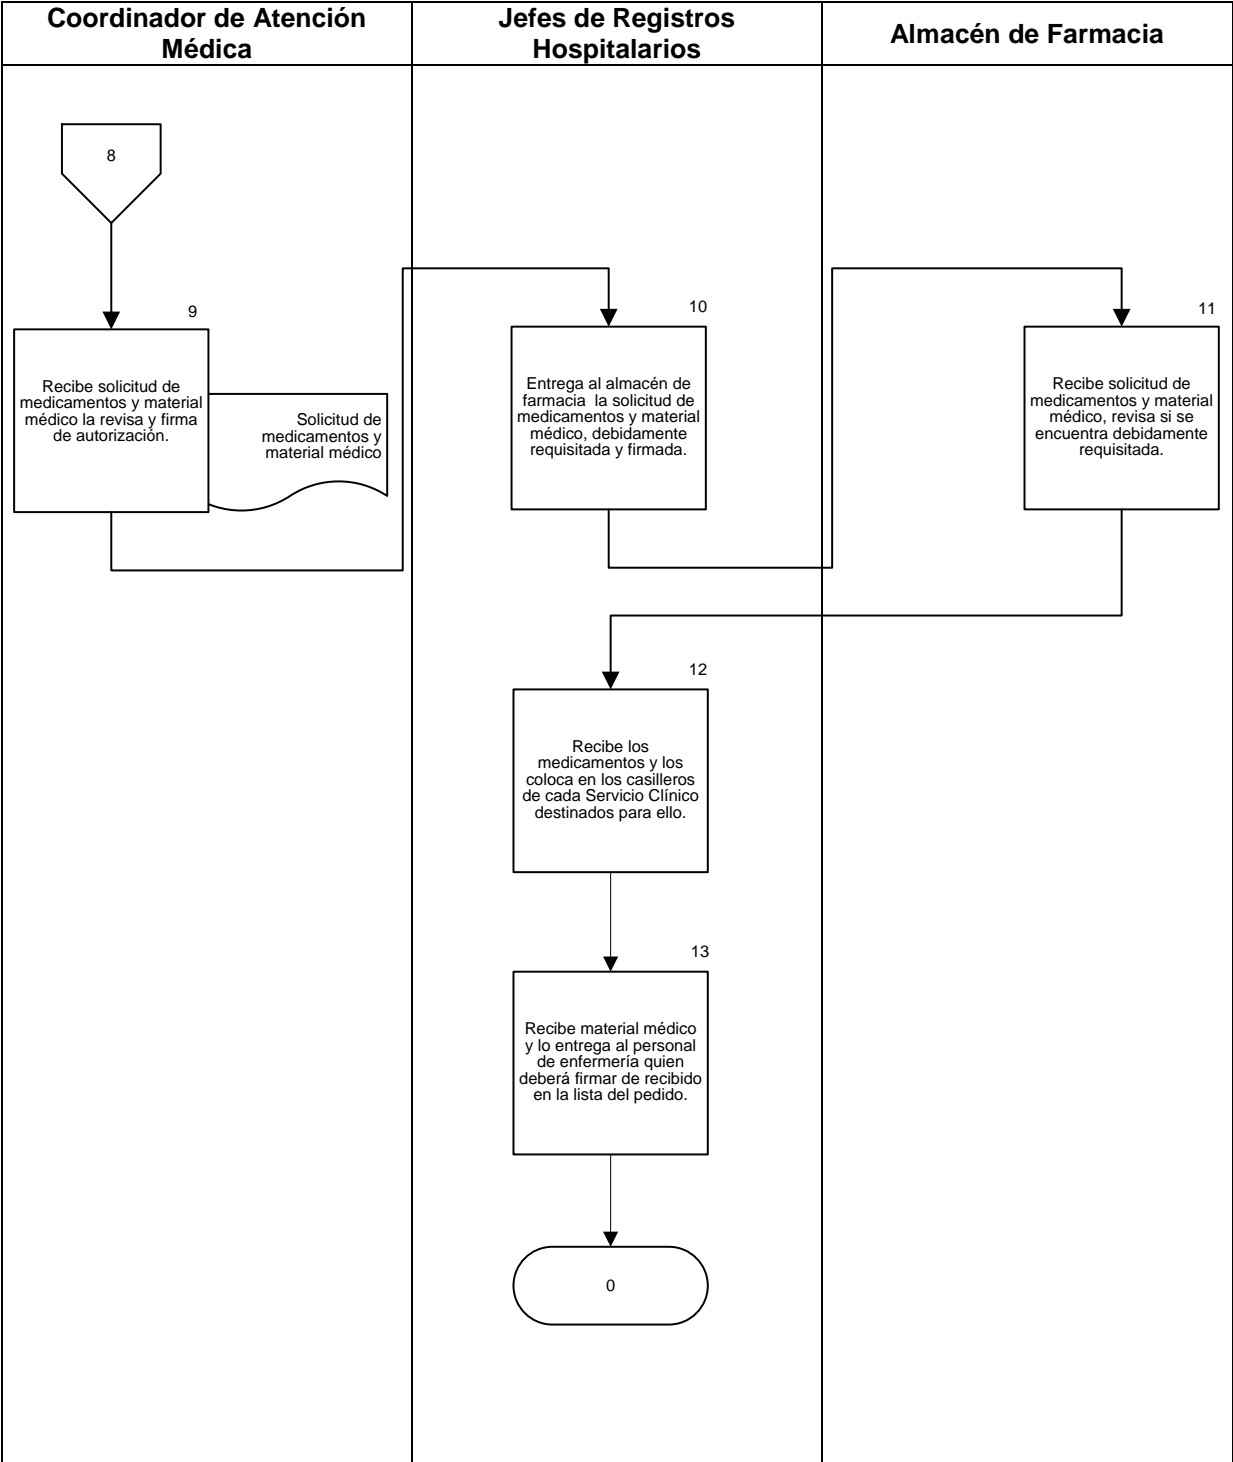 Coordinador de Atención
Médica
Jefes de Registros
Hospitalarios
Almacén de Farmacia
8
9
Recibe solicitud de
medicamentos y material
médico la revisa y firma
de autorización.
Solicitud de
medicamentos y
material médico
10
Entrega al almacén de
farmacia la solicitud de
medicamentos y material
médico, debidamente
requisitada y firmada.
11
Recibe solicitud de
medicamentos y material
médico, revisa si se
encuentra debidamente
requisitada.
12
Recibe los
medicamentos y los
coloca en los casilleros
de cada Servicio Clínico
destinados para ello.
13
Recibe material médico
y lo entrega al personal
de enfermería quien
deberá firmar de recibido
en la lista del pedido.
0